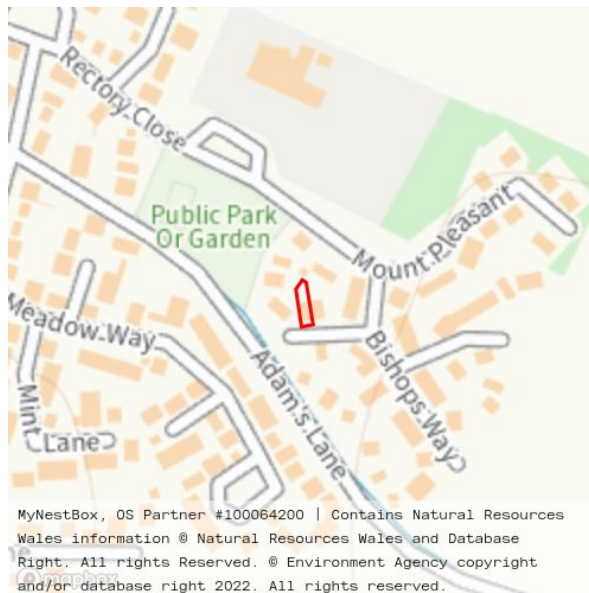 Rectory Close
Public Park
Or Garden
Mount Pleasant
Meadow Way
Adam's Lane
Bishops Way
Mint Lane
MyNestBox, OS Partner #100064200 | Contains Natural Resources
Wales information © Natural Resources Wales and Database
Right. All rights Reserved. © Environment Agency copyright
and/or database right 2022. All rights reserved.
mapbox